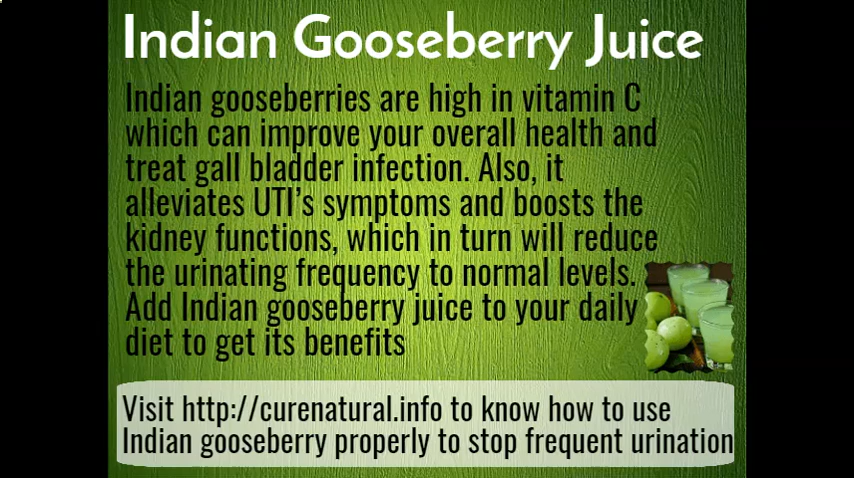 Indian Gooseberry Juice
Indian gooseberries are high in vitamin C
which can improve your overall health and
treat gall bladder infection. Also, it
alleviates UTI's symptoms and boosts the
kidney functions, which in turn will reduce
the urinating frequency to normal levels.
Add Indian gooseberry juice to your daily
diet to get its benefits
Visit http://curenatural.info to know how to use
Indian gooseberry properly to stop frequent urination